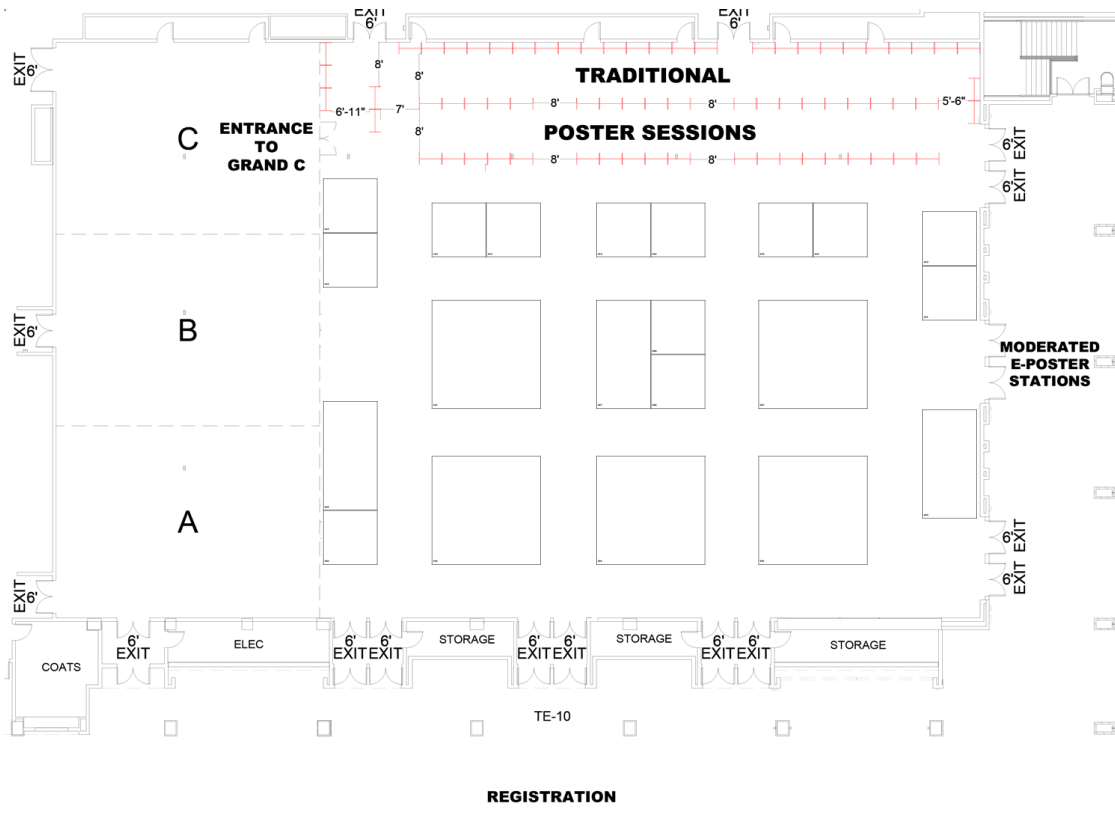 EXIT
6'
EXIT
6'
EXIT
6'
8'
8'
TRADITIONAL
8'
8'
5'-6"
6'-11"
7'
ENTRANCE
TO
GRAND C
C
8'
POSTER SESSIONS
8'
8'
6'
EXIT
6'
EXIT
EXIT
6'
B
MODERATED
E-POSTER
STATIONS
A
6'
EXIT
6'
EXIT
EXIT
6'
6'
EXIT
ELEC
6'
EXIT
6'
EXIT
STORAGE
6'
EXIT
6'
EXIT
STORAGE
6'
EXIT
6'
EXIT
STORAGE
COATS
TE-10
REGISTRATION